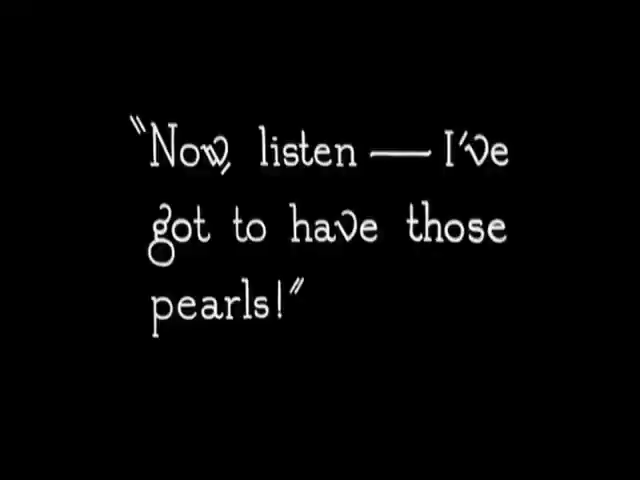 "Now, listen — I've
got to have those
pearls!"